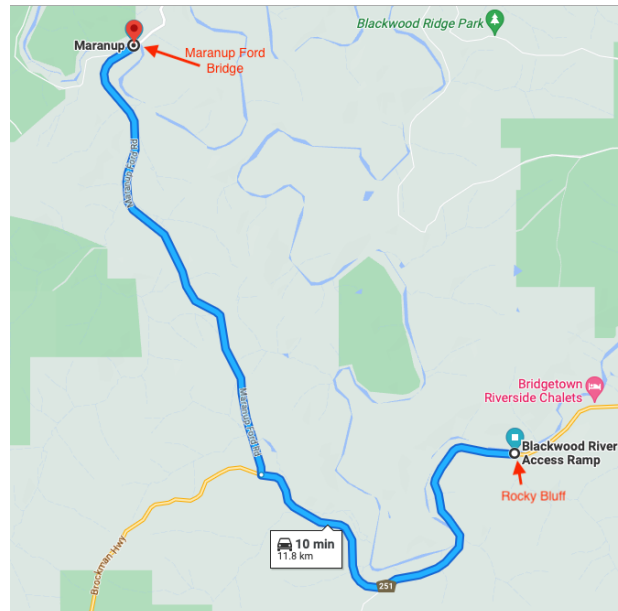 Blackwood Ridge Park
Maranup
Maranup Ford
Bridge
Maranup Ford Rd
Maranup Ford Rd
Bridgetown
Riverside Chalets
Blackwood River
Access Ramp
Rocky Bluff
10 min
11.8 km
Brockman Hwy
251